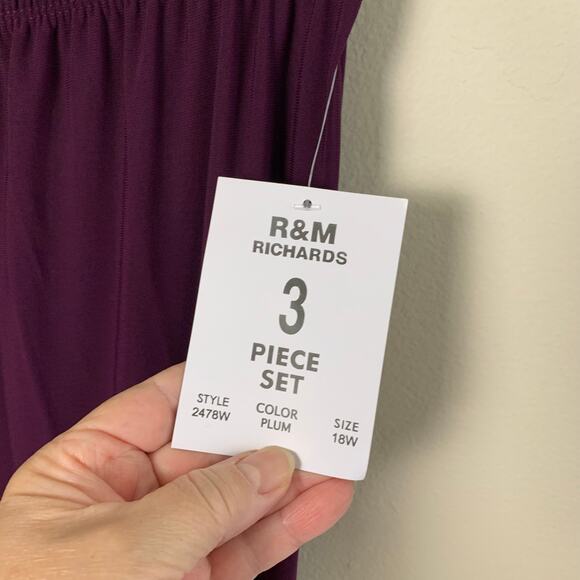 R&M
RICHARDS
3
PIECE
SET
STYLE
2478W
COLOR
PLUM
SIZE
18W